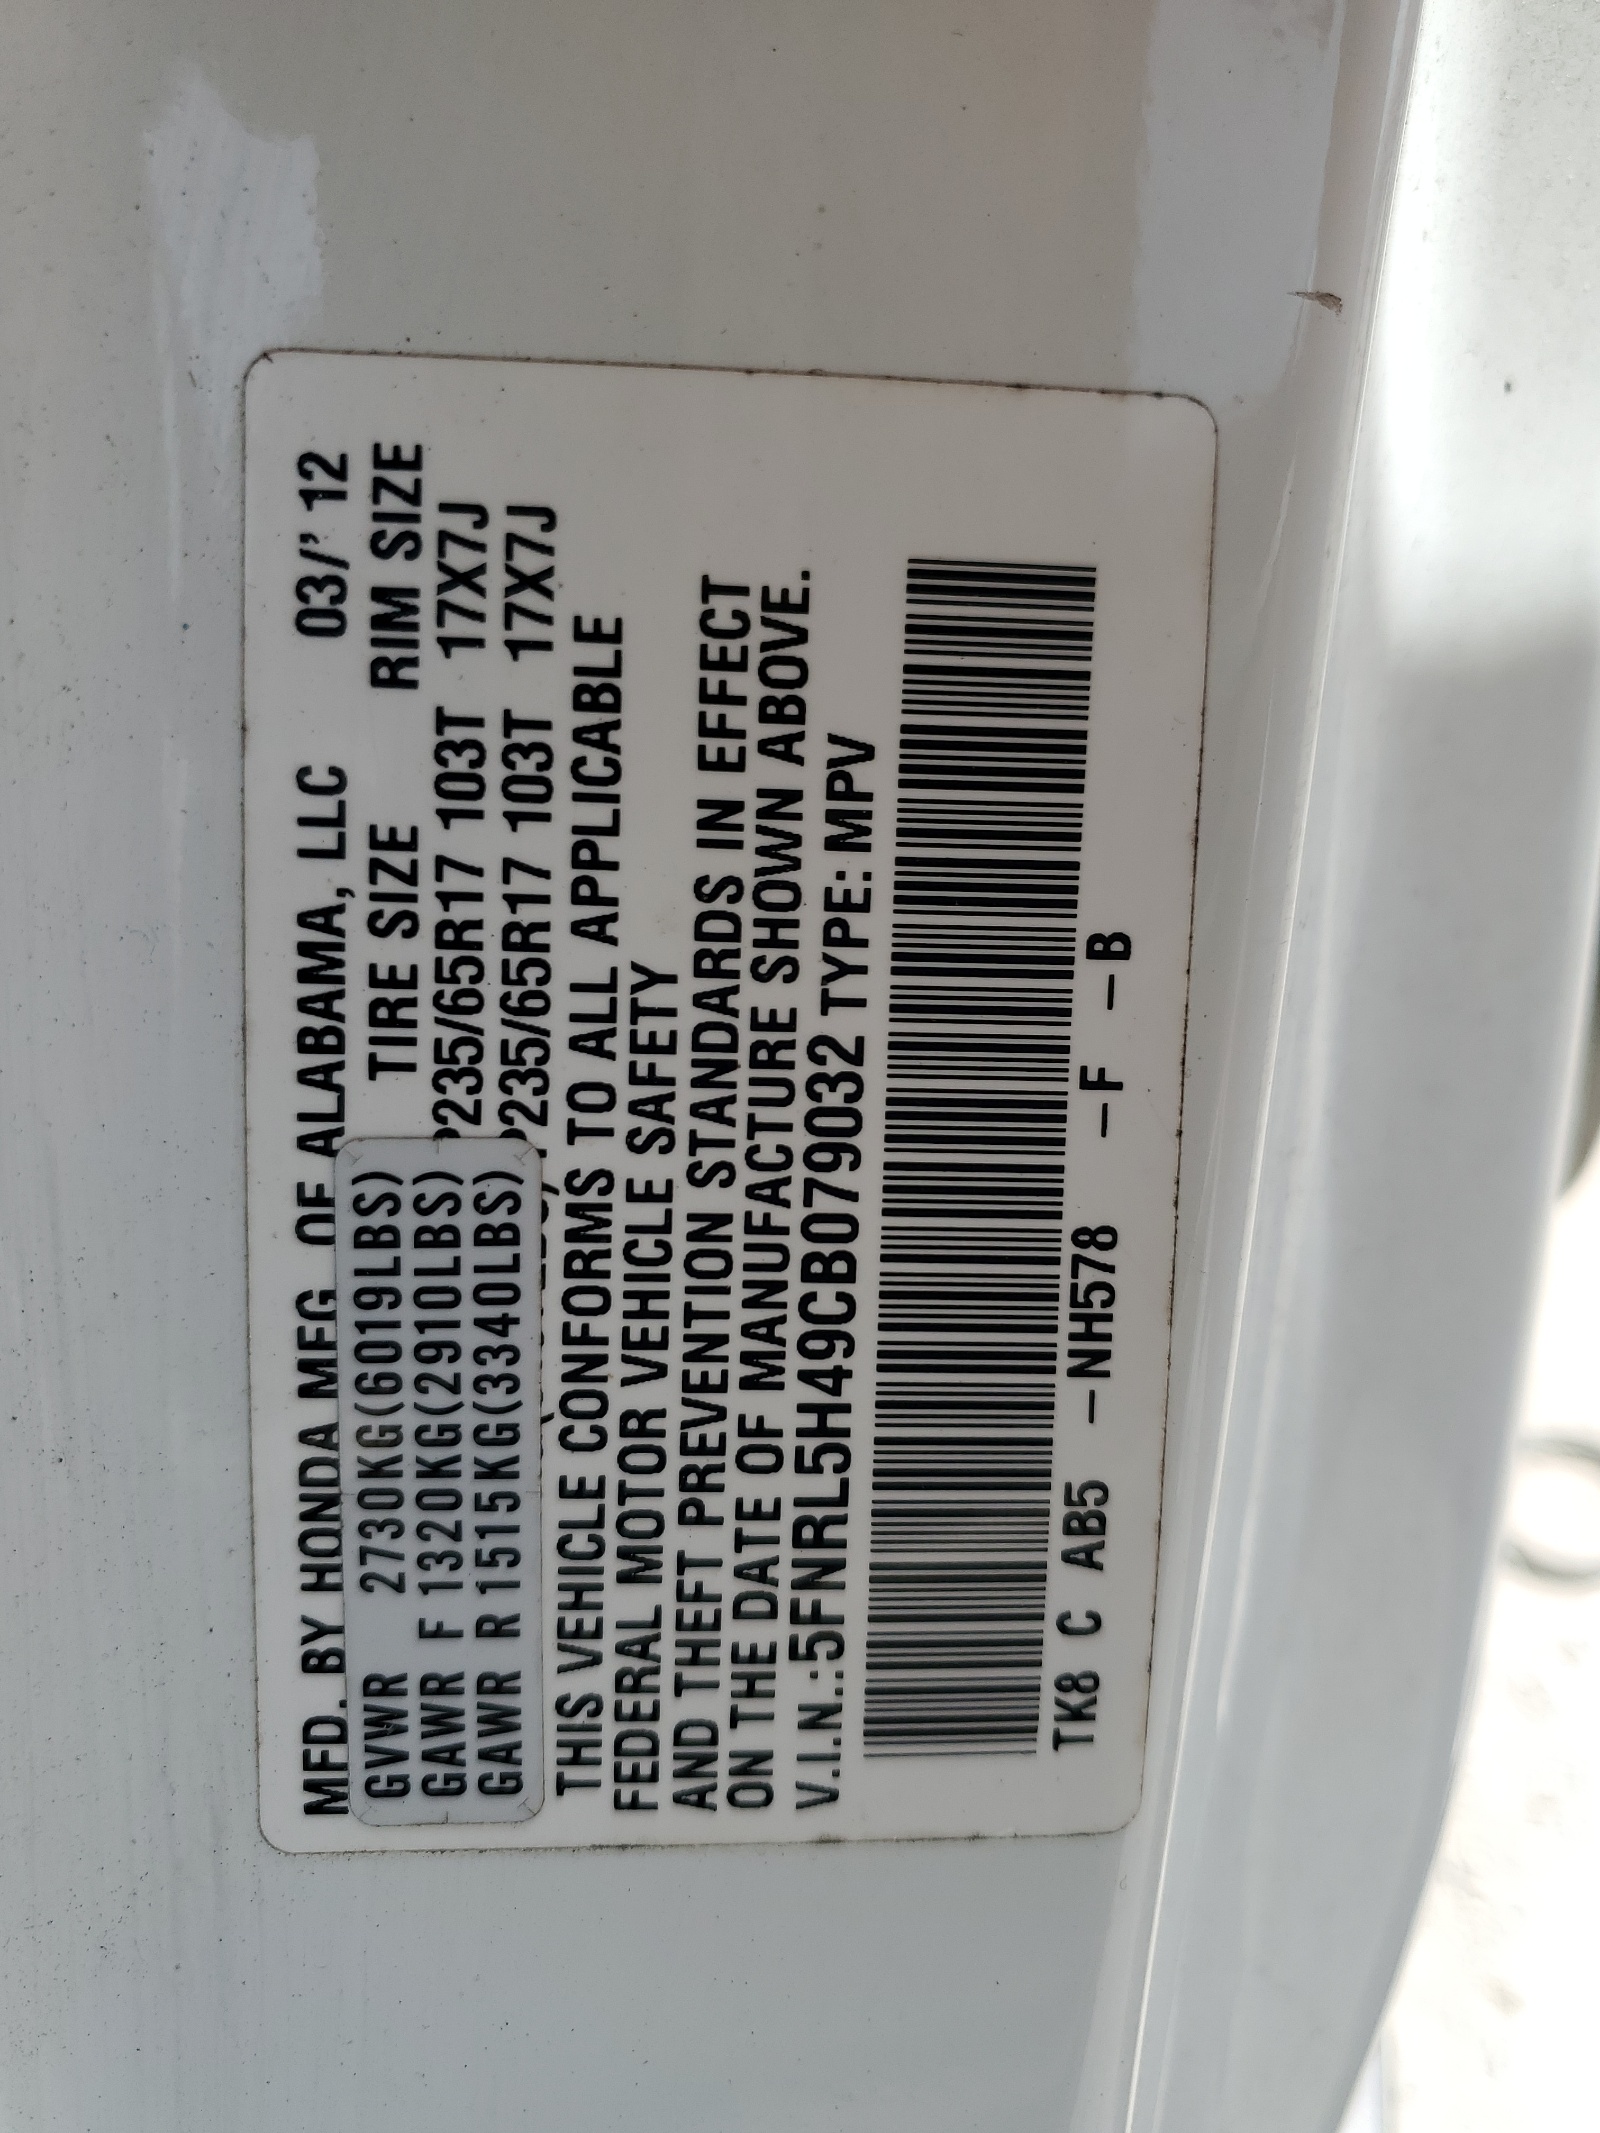 MFD. BY HONDA MFG. OF ALABAMA, LLC 03/'12
TIRE SIZE RIM SIZE
GVWR 2730KG(6019LBS)
GAWR F 1320KG(2910LBS) P235/65R17 103T 17X7J
GAWR R 1515KG(3340LBS) P235/65R17 103T 17X7J
THIS VEHICLE CONFORMS TO ALL APPLICABLE
FEDERAL MOTOR VEHICLE SAFETY
AND THEFT PREVENTION STANDARDS IN EFFECT
ON THE DATE OF MANUFACTURE SHOWN ABOVE.
V.I.N.:5FNRL5H49CB079032 TYPE: MPV
TK8 C AB5 –NH578 –F –B